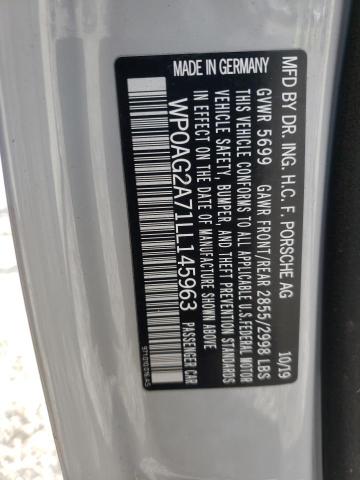 MFD BY DR. ING. H.C. F. PORSCHE AG 10/19
GVWR 5699 GAWR FRONT/REAR 2855/2998 LBS
THIS VEHICLE CONFORMS TO ALL APPLICABLE U.S. FEDERAL MOTOR
VEHICLE SAFETY, BUMPER, AND THEFT PREVENTION STANDARDS
IN EFFECT ON THE DATE OF MANUFACTURE SHOWN ABOVE
WP0AG2A71LL145963 PASSENGER CAR
MADE IN GERMANY